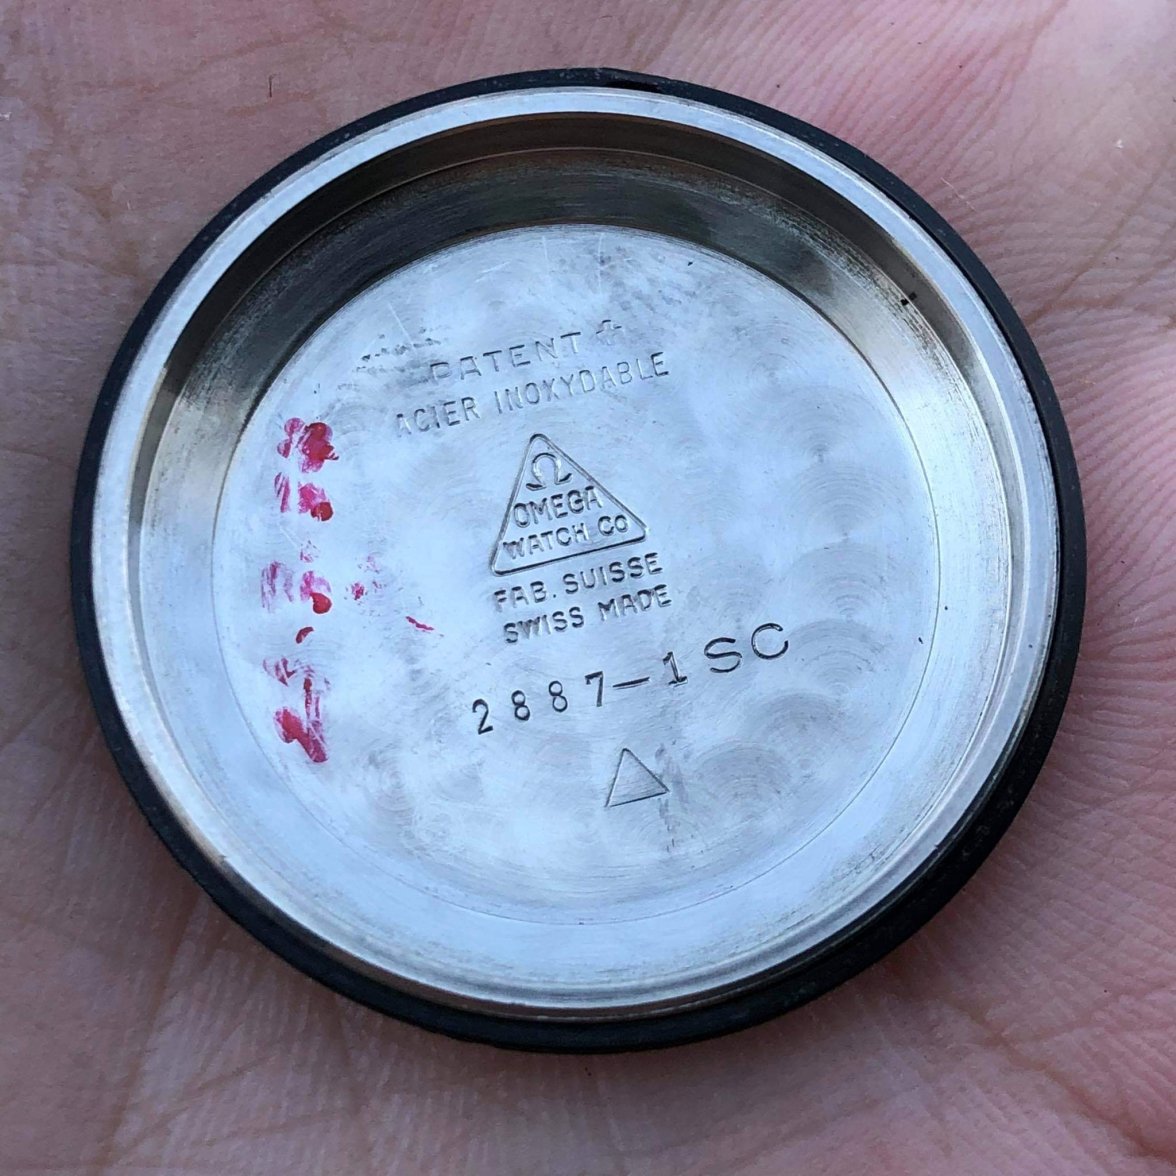 PATENT +
ACIER INOXYDABLE
Ω
OMEGA
WATCH CO
FAB. SUISSE
SWISS MADE
2887-1 SC